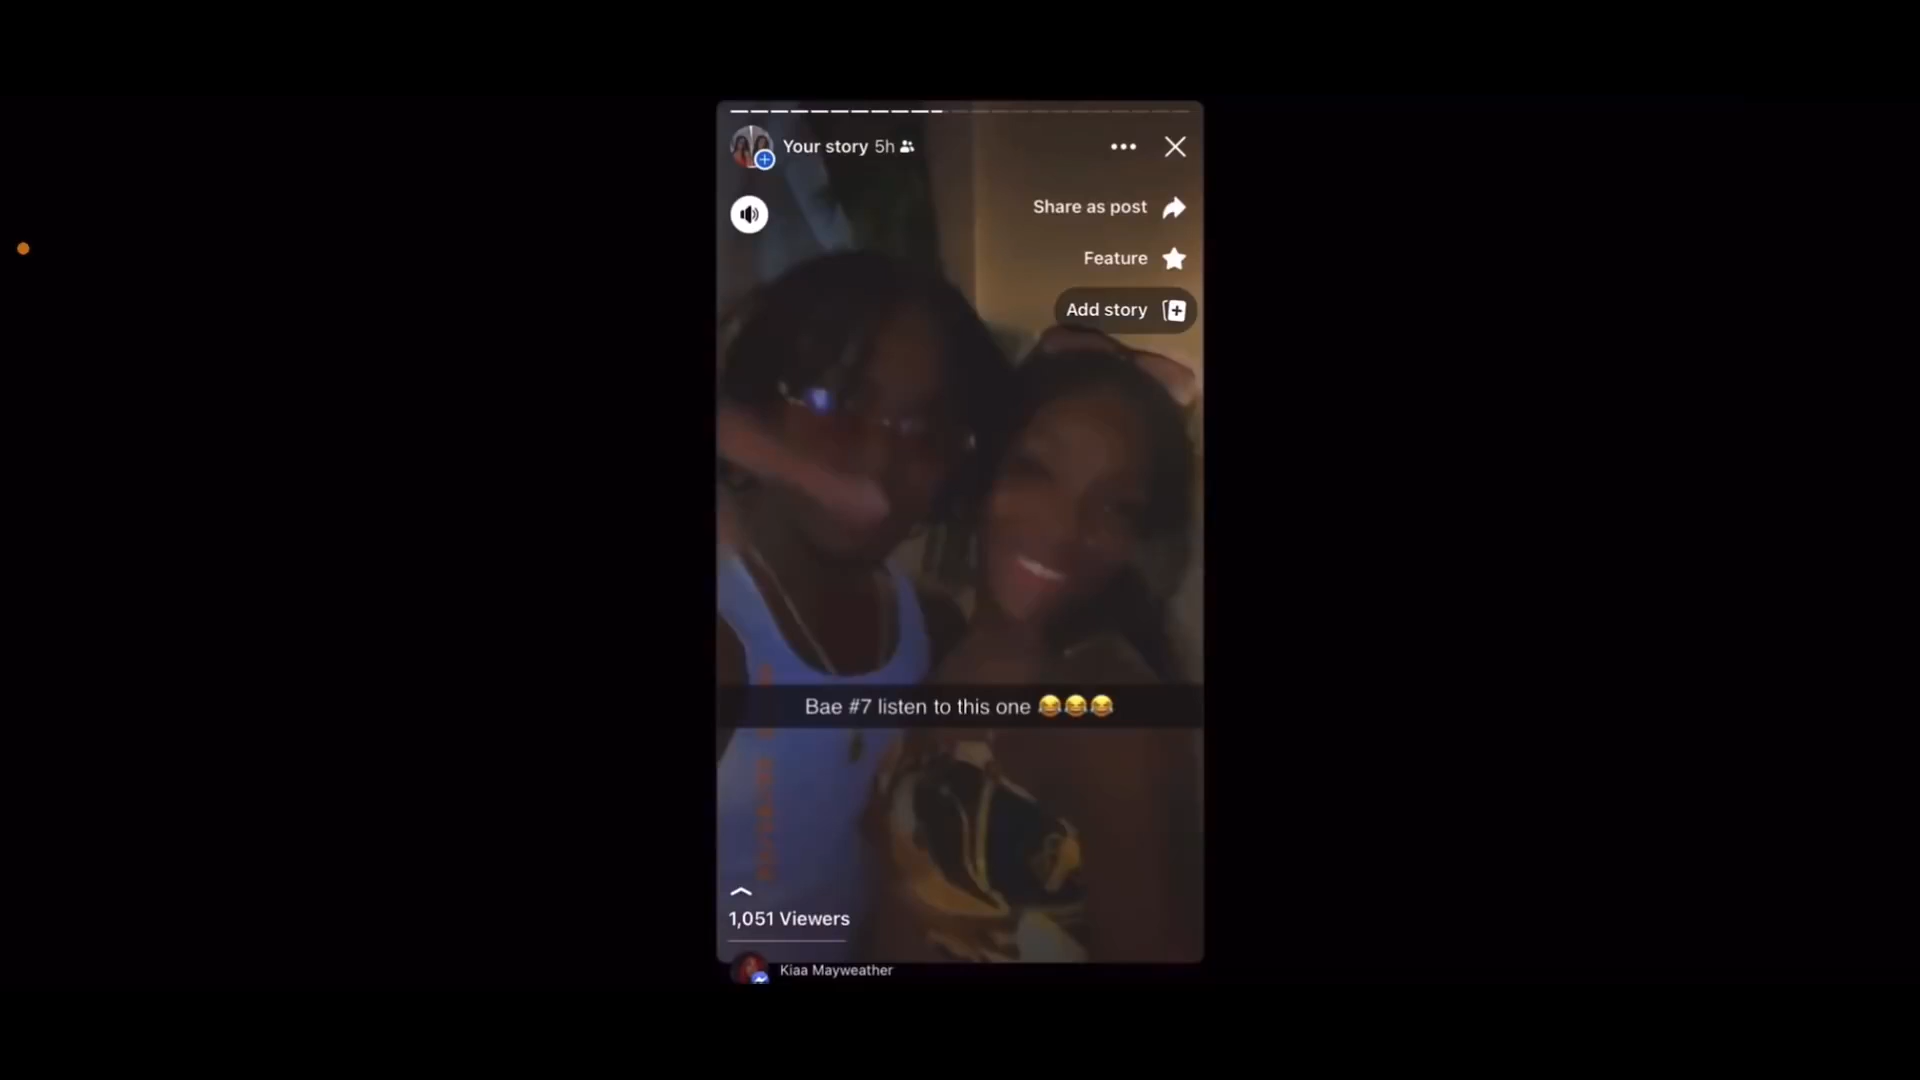 Your story 5h
Share as post
Feature
Add story
Bae #7 listen to this one 😂😂😂
1,051 Viewers
Kiaa Mayweather